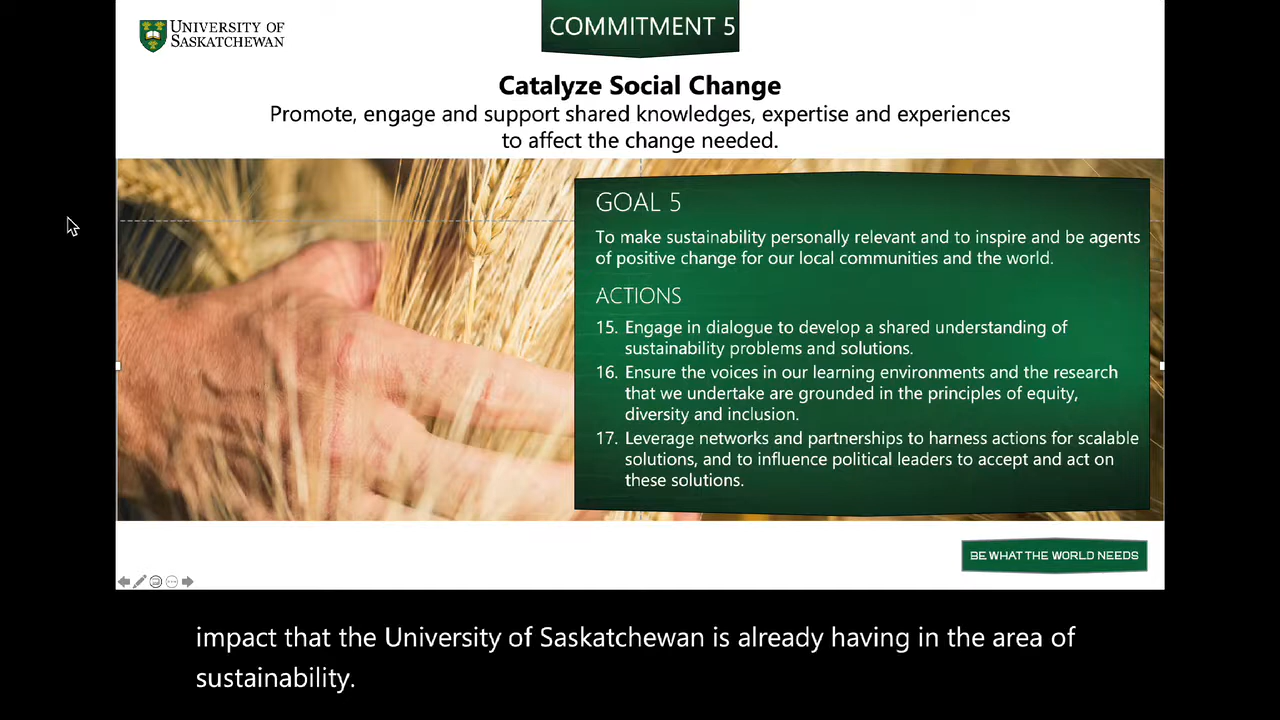 UNIVERSITY OF
SASKATCHEWAN
COMMITMENT 5
Catalyze Social Change
Promote, engage and support shared knowledges, expertise and experiences
to affect the change needed.
GOAL 5
To make sustainability personally relevant and to inspire and be agents
of positive change for our local communities and the world.
ACTIONS
15. Engage in dialogue to develop a shared understanding of
sustainability problems and solutions.
16. Ensure the voices in our learning environments and the research
that we undertake are grounded in the principles of equity,
diversity and inclusion.
17. Leverage networks and partnerships to harness actions for scalable
solutions, and to influence political leaders to accept and act on
these solutions.
BE WHAT THE WORLD NEEDS
impact that the University of Saskatchewan is already having in the area of
sustainability.